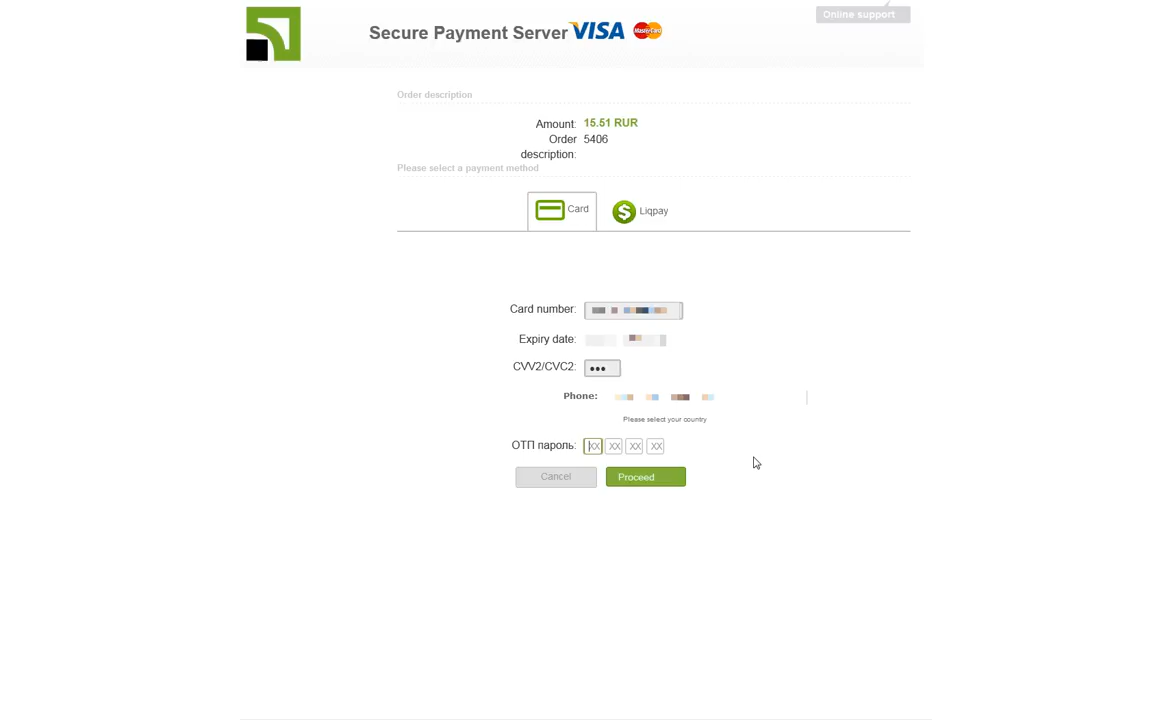 Online support
Secure Payment Server VISA MasterCard
Order description
Amount: 15.51 RUR
Order 5406
description:
Please select a payment method
Card Liqpay
Card number:
Expiry date:
CVV2/CVC2: •••
Phone:
Please select your country
ОТП пароль: XX XX XX XX
Cancel Proceed